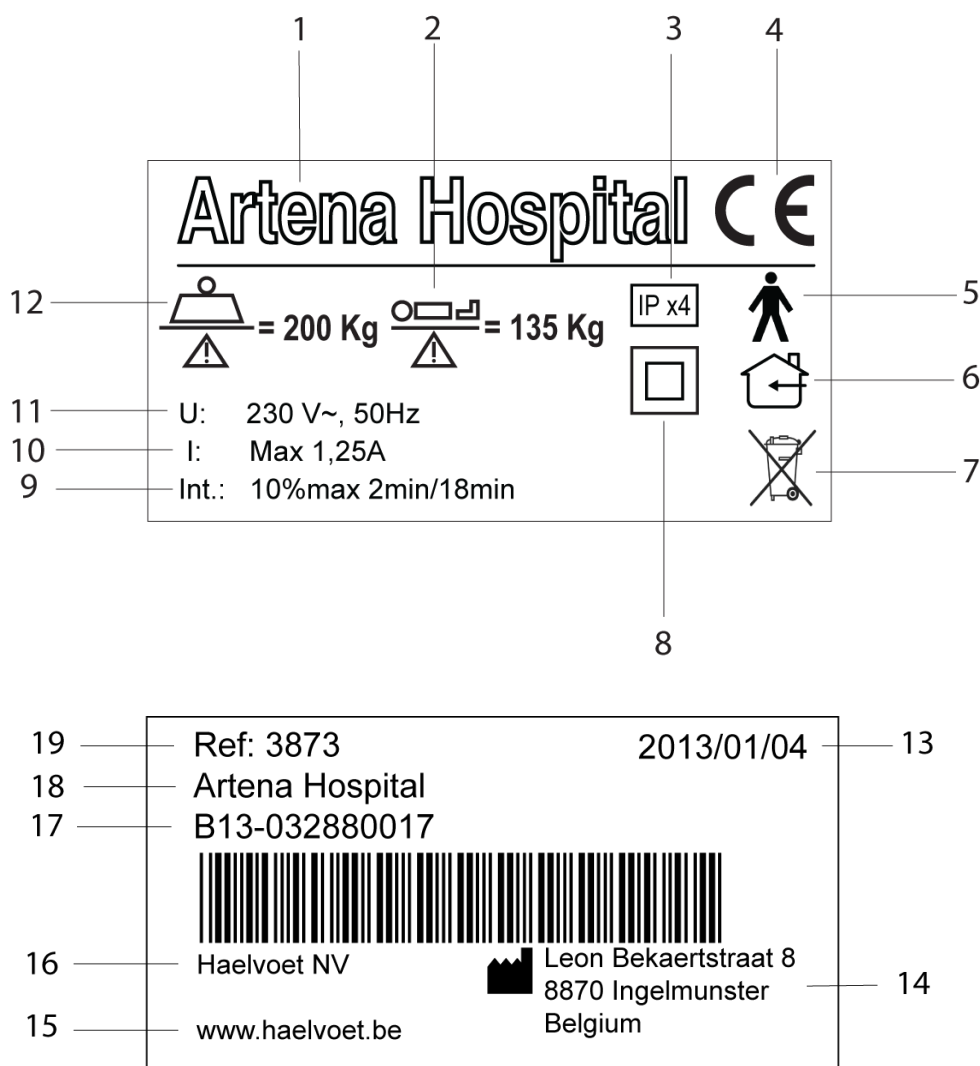 1 2 3 4
Artena Hospital CE
12 = 200 Kg = 135 Kg IP x4 5
6
11 U: 230 V~, 50Hz
10 I: Max 1,25A
9 Int.: 10%max 2min/18min 7
8
19 Ref: 3873 2013/01/04 13
18 Artena Hospital
17 B13-032880017
16 Haelvoet NV Leon Bekaertstraat 8
8870 Ingelmunster 14
15 www.haelvoet.be Belgium